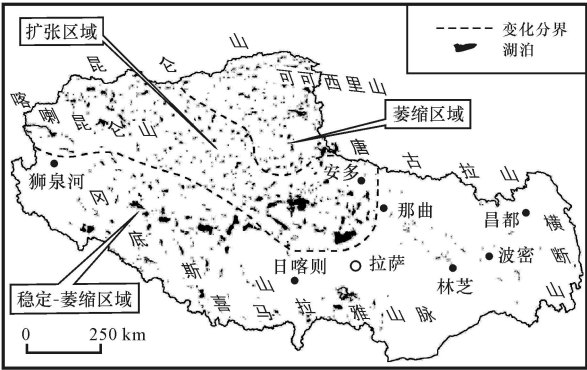 扩张区域
昆仑山
变化分界
湖泊
可可西里山
喀喇昆仑山
萎缩区域
唐古拉山
狮泉河
安多
那曲
昌都
横断山
冈底斯山
日喀则
拉萨
波密
林芝
稳定-萎缩区域
喜马拉雅山脉
0 250 km